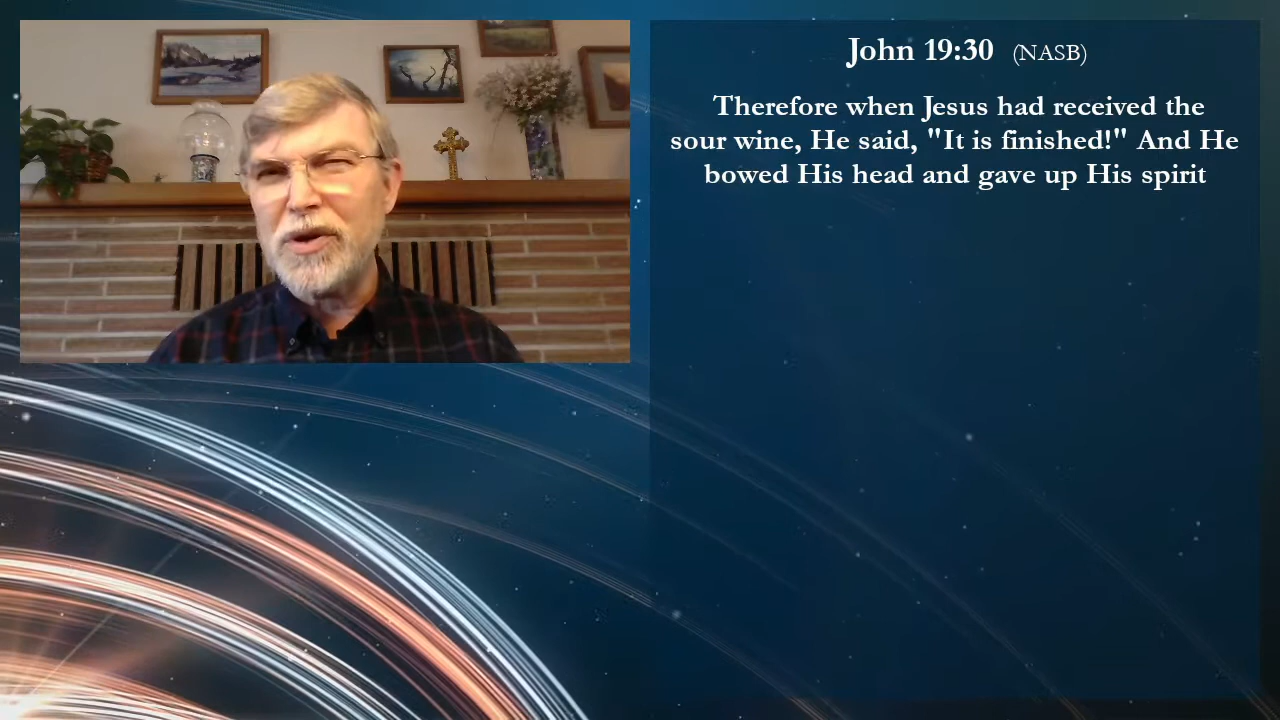 John 19:30 (NASB)
Therefore when Jesus had received the
sour wine, He said, "It is finished!" And He
bowed His head and gave up His spirit